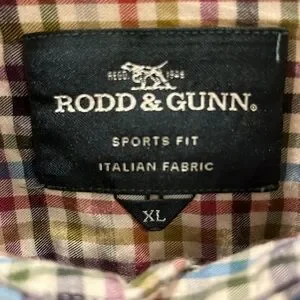 REGD. 1946
RODD & GUNN®
SPORTS FIT
ITALIAN FABRIC
XL